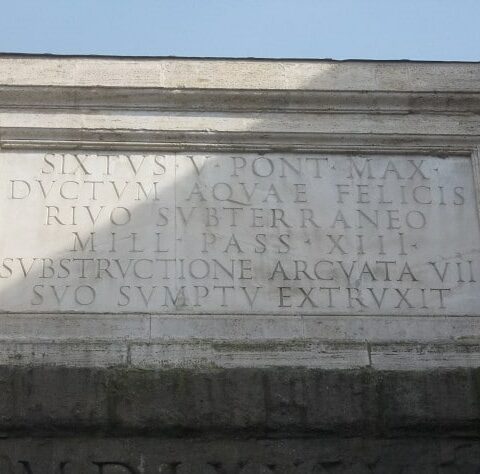 SIXTVS · V · PONT · MAX ·
DVCTVM AQVAE FELICIS
RIVO SVBTERRANEO
MILL · PASS · XIII ·
SVBSTRVCTIONE ARCVATA VII
SVO SVMPTV EXTRVXIT